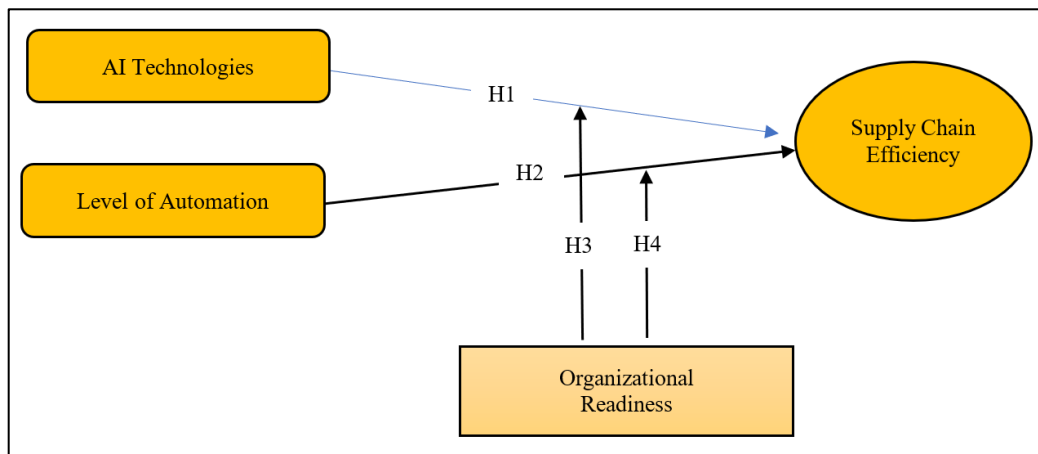 AI Technologies
H1
Supply Chain
Efficiency
H2
Level of Automation
H3
H4
Organizational
Readiness